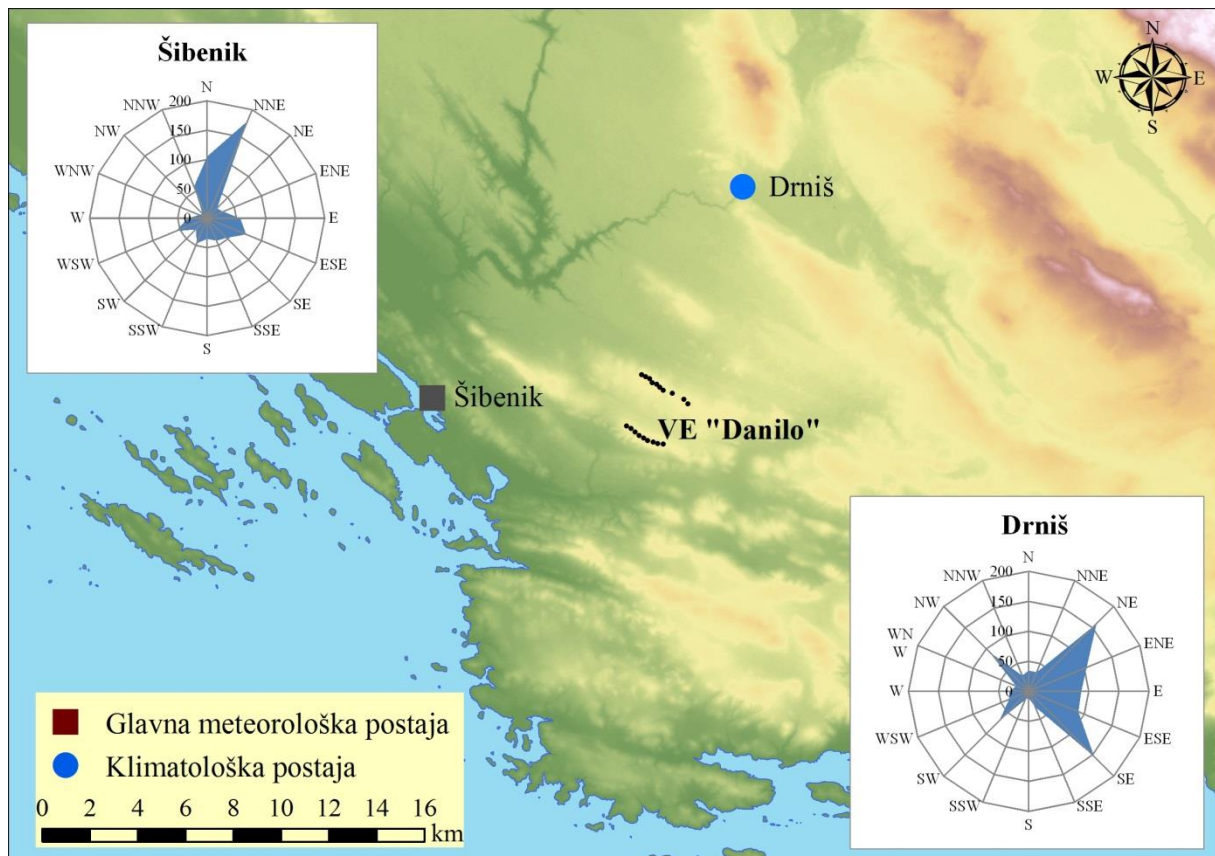 Šibenik
N
NNE
NE
ENE
E
ESE
SE
SSE
S
SSW
SW
WSW
W
WNW
NW
NNW
200
150
100
50
0
N
W E
S
Drniš
Šibenik
VE "Danilo"
Drniš
N
NNE
NE
ENE
E
ESE
SE
SSE
S
SSW
SW
WSW
W
WN
W
NW
NNW
200
150
100
50
0
Glavna meteorološka postaja
Klimatološka postaja
0 2 4 6 8 10 12 14 16
km